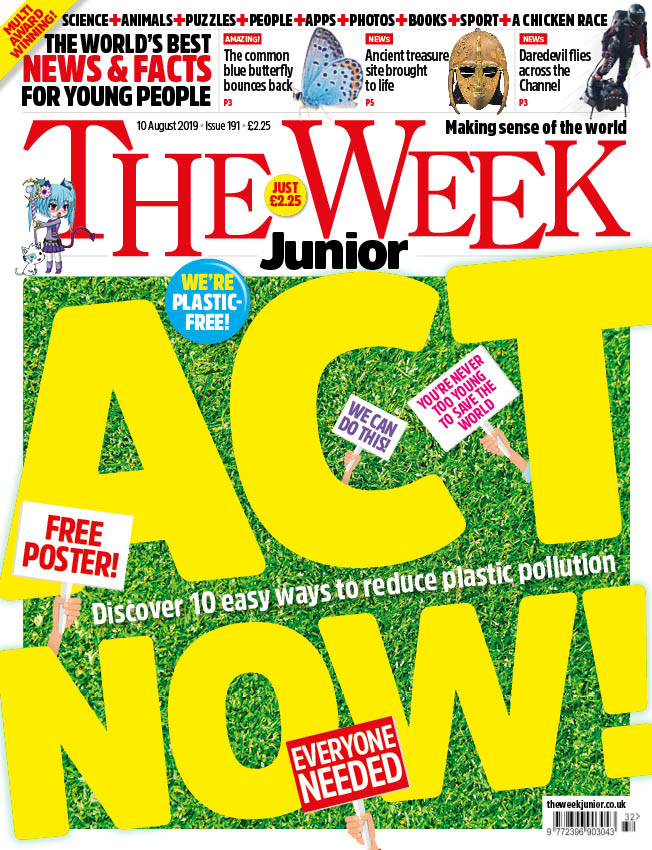 MULTI
AWARD
WINNING!
SCIENCE+ANIMALS+PUZZLES+PEOPLE+APPS+PHOTOS+BOOKS+SPORT+A CHICKEN RACE
THE WORLD'S BEST
NEWS & FACTS
FOR YOUNG PEOPLE
AMAZING!
The common
blue butterfly
bounces back
P3
NEWS
Ancient treasure
site brought
to life
P5
NEWS
Daredevil flies
across the
Channel
P3
10 August 2019 • Issue 191 • £2.25
Making sense of the world
THE WEEK
JUST
£2.25
Junior
WE'RE
PLASTIC-
FREE!
ACT
WE CAN
DO THIS!
YOU'RE NEVER
TOO YOUNG
TO SAVE THE
WORLD
FREE
POSTER!
Discover 10 easy ways to reduce plastic pollution
NOW!
EVERYONE
NEEDED
theweekjunior.co.uk
32>
9 772396 903043